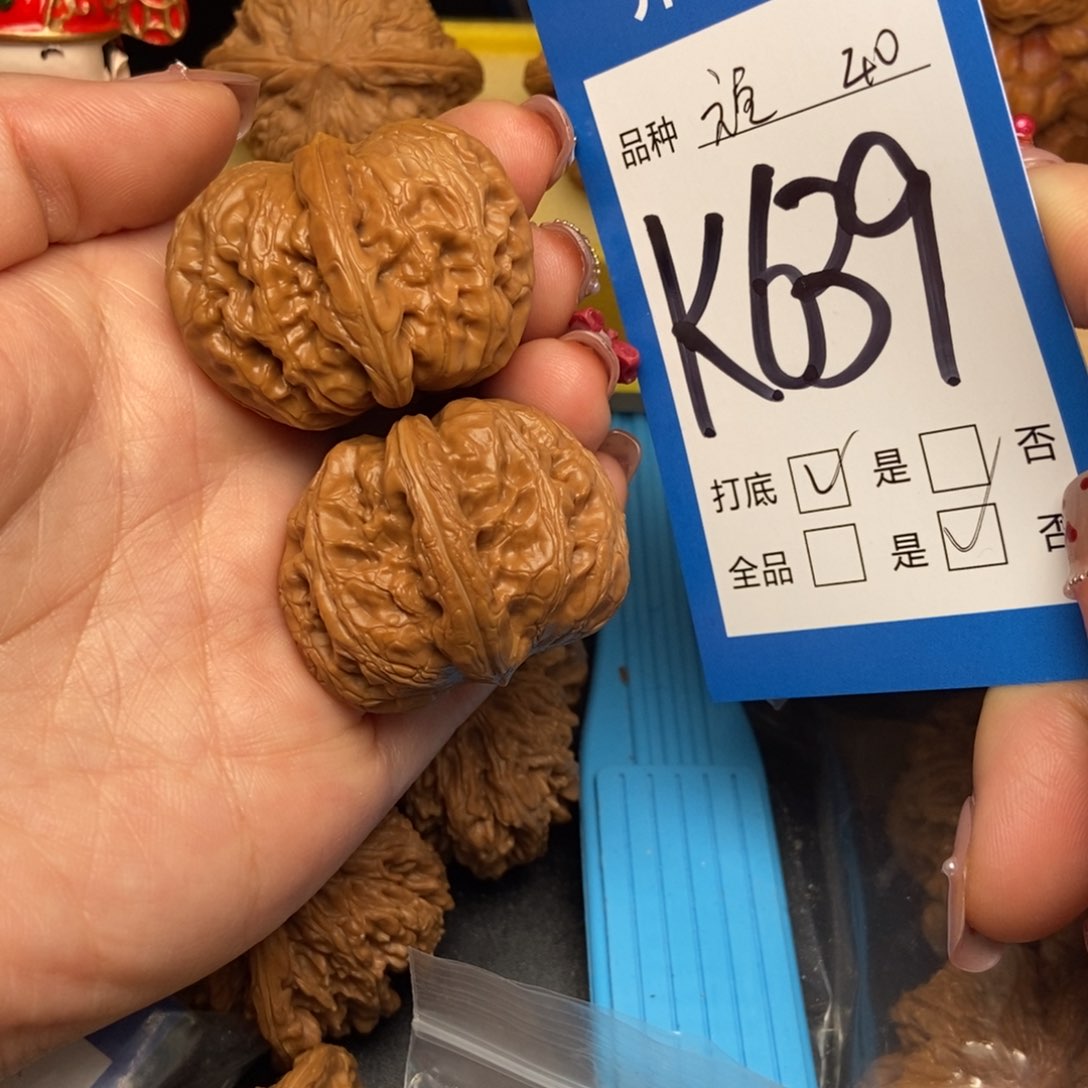 品种 40
K639
打底 是 否
全品 是 否